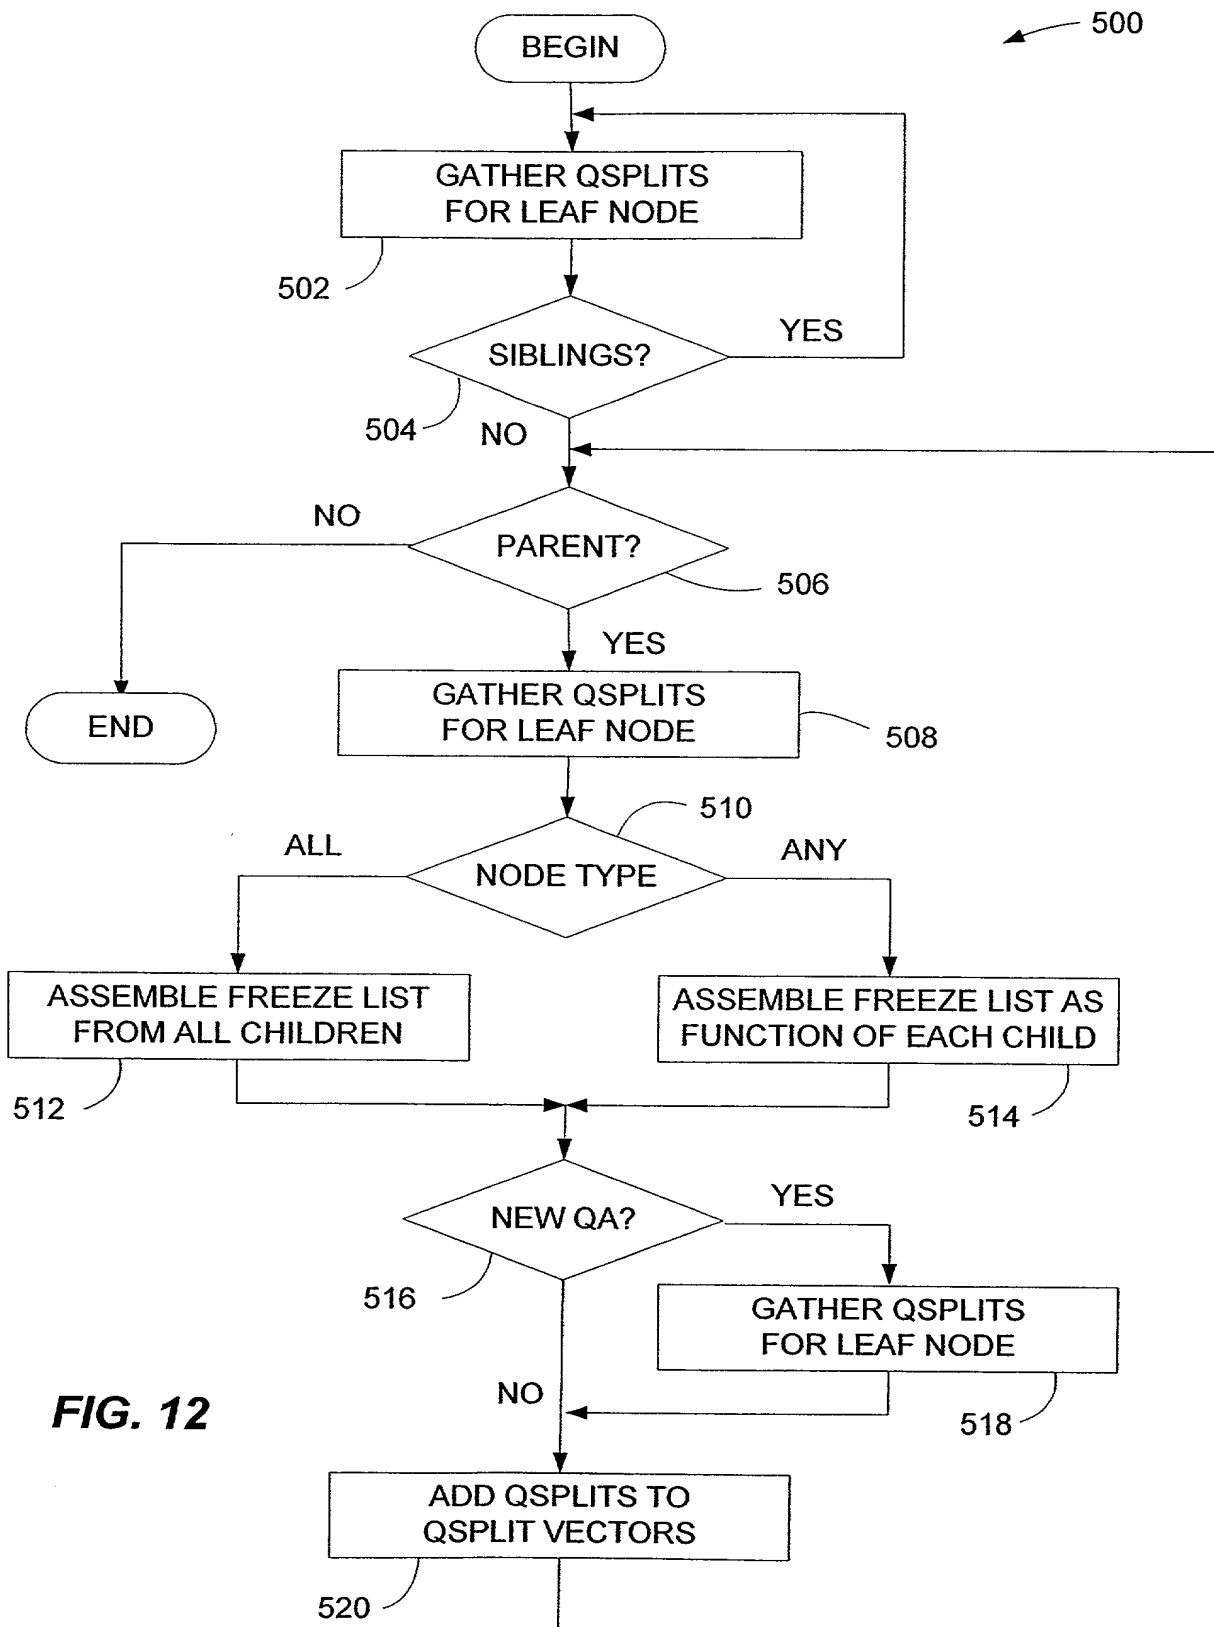 500
BEGIN
GATHER QSPLITS
FOR LEAF NODE
502
SIBLINGS?
YES
504
NO
PARENT?
NO
506
YES
END
GATHER QSPLITS
FOR LEAF NODE
508
510
NODE TYPE
ALL
ANY
ASSEMBLE FREEZE LIST
FROM ALL CHILDREN
512
ASSEMBLE FREEZE LIST AS
FUNCTION OF EACH CHILD
514
NEW QA?
YES
516
GATHER QSPLITS
FOR LEAF NODE
518
NO
FIG. 12
ADD QSPLITS TO
QSPLIT VECTORS
520